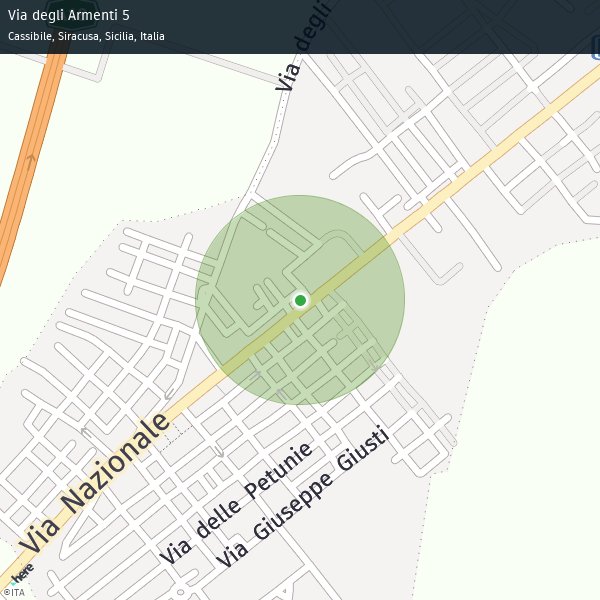 Via degli Armenti 5
Cassibile, Siracusa, Sicilia, Italia
Via degli
Via Nazionale
Via delle Petunie
Via Giuseppe Giusti
here
©ITA